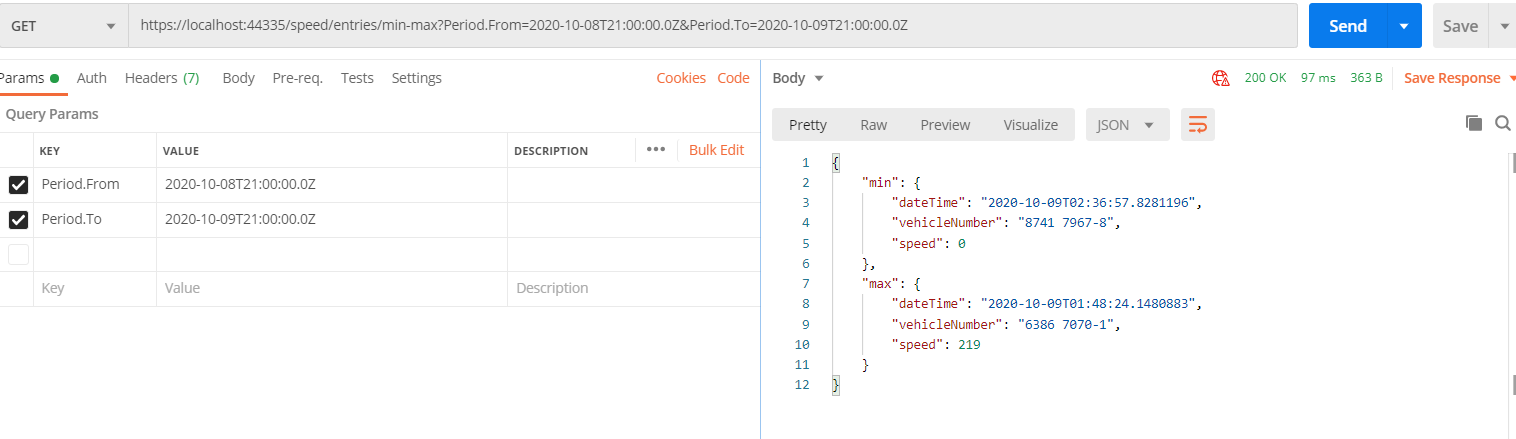 GET https://localhost:44335/speed/entries/min-max?Period.From=2020-10-08T21:00:00.0Z&Period.To=2020-10-09T21:00:00.0Z Send Save
Params Auth Headers (7) Body Pre-req. Tests Settings Cookies Code
Query Params
KEY VALUE DESCRIPTION ••• Bulk Edit
Period.From 2020-10-08T21:00:00.0Z
Period.To 2020-10-09T21:00:00.0Z
Key Value Description
Body 200 OK 97 ms 363 B Save Response
Pretty Raw Preview Visualize JSON
1 {
2 "min": {
3 "dateTime": "2020-10-09T02:36:57.8281196",
4 "vehicleNumber": "8741 7967-8",
5 "speed": 0
6 },
7 "max": {
8 "dateTime": "2020-10-09T01:48:24.1480883",
9 "vehicleNumber": "6386 7070-1",
10 "speed": 219
11 }
12 }